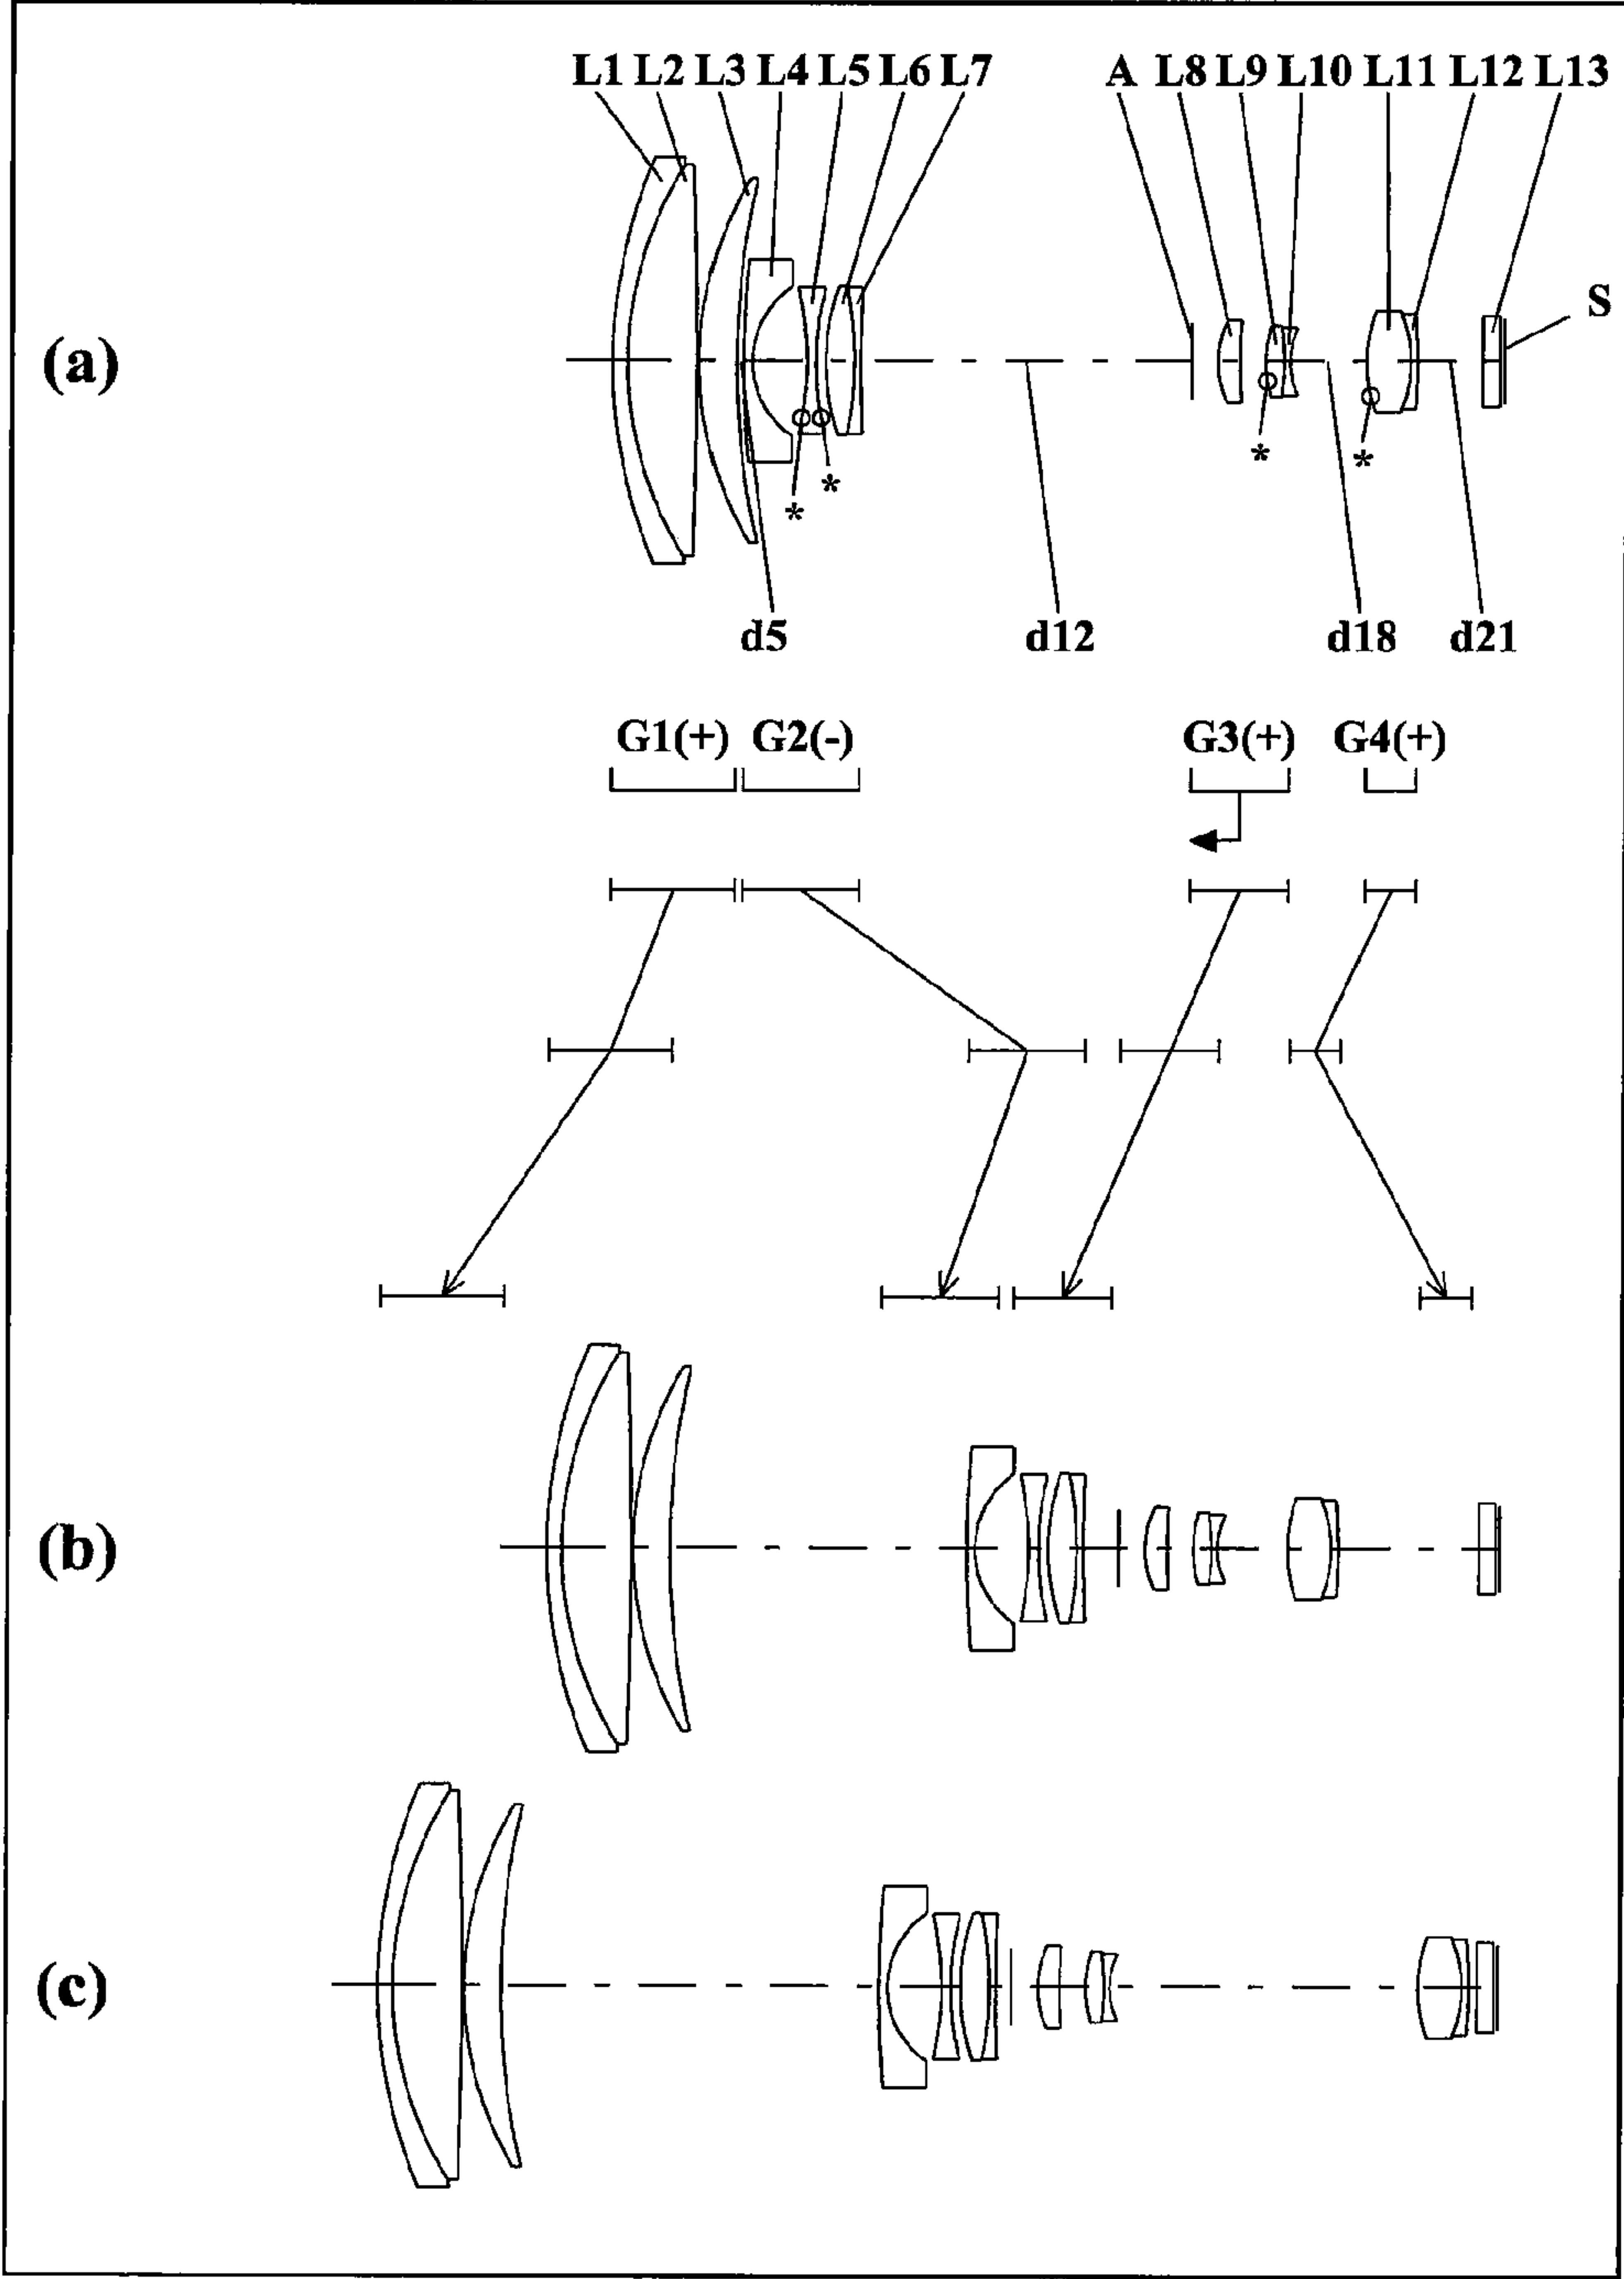 L1 L2 L3 L4 L5 L6 L7 A L8 L9 L10 L11 L12 L13
S
(a)
* * * *
d5 d12 d18 d21
G1(+) G2(-) G3(+) G4(+)
(b)
(c)